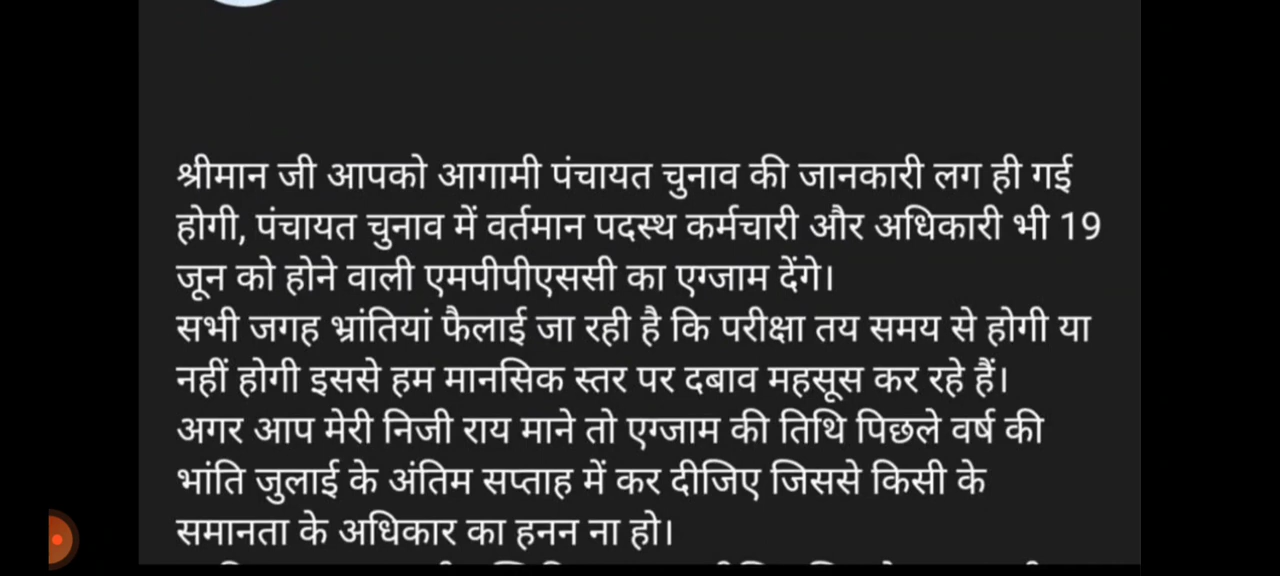 श्रीमान जी आपको आगामी पंचायत चुनाव की जानकारी लग ही गई
होगी, पंचायत चुनाव में वर्तमान पदस्थ कर्मचारी और अधिकारी भी 19
जून को होने वाली एमपीपीएससी का एग्जाम देंगे।
सभी जगह भ्रांतियां फैलाई जा रही है कि परीक्षा तय समय से होगी या
नहीं होगी इससे हम मानसिक स्तर पर दबाव महसूस कर रहे हैं।
अगर आप मेरी निजी राय माने तो एग्जाम की तिथि पिछले वर्ष की
भांति जुलाई के अंतिम सप्ताह में कर दीजिए जिससे किसी के
समानता के अधिकार का हनन ना हो।